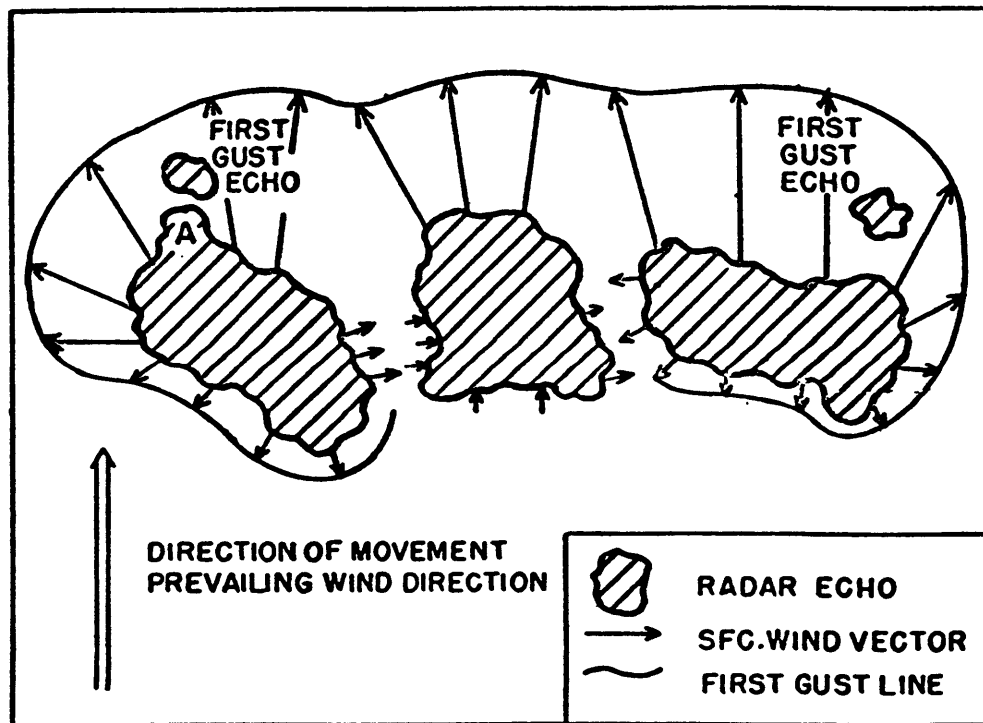 FIRST
GUST
ECHO
FIRST
GUST
ECHO
A
DIRECTION OF MOVEMENT
PREVAILING WIND DIRECTION
RADAR ECHO
SFC.WIND VECTOR
FIRST GUST LINE